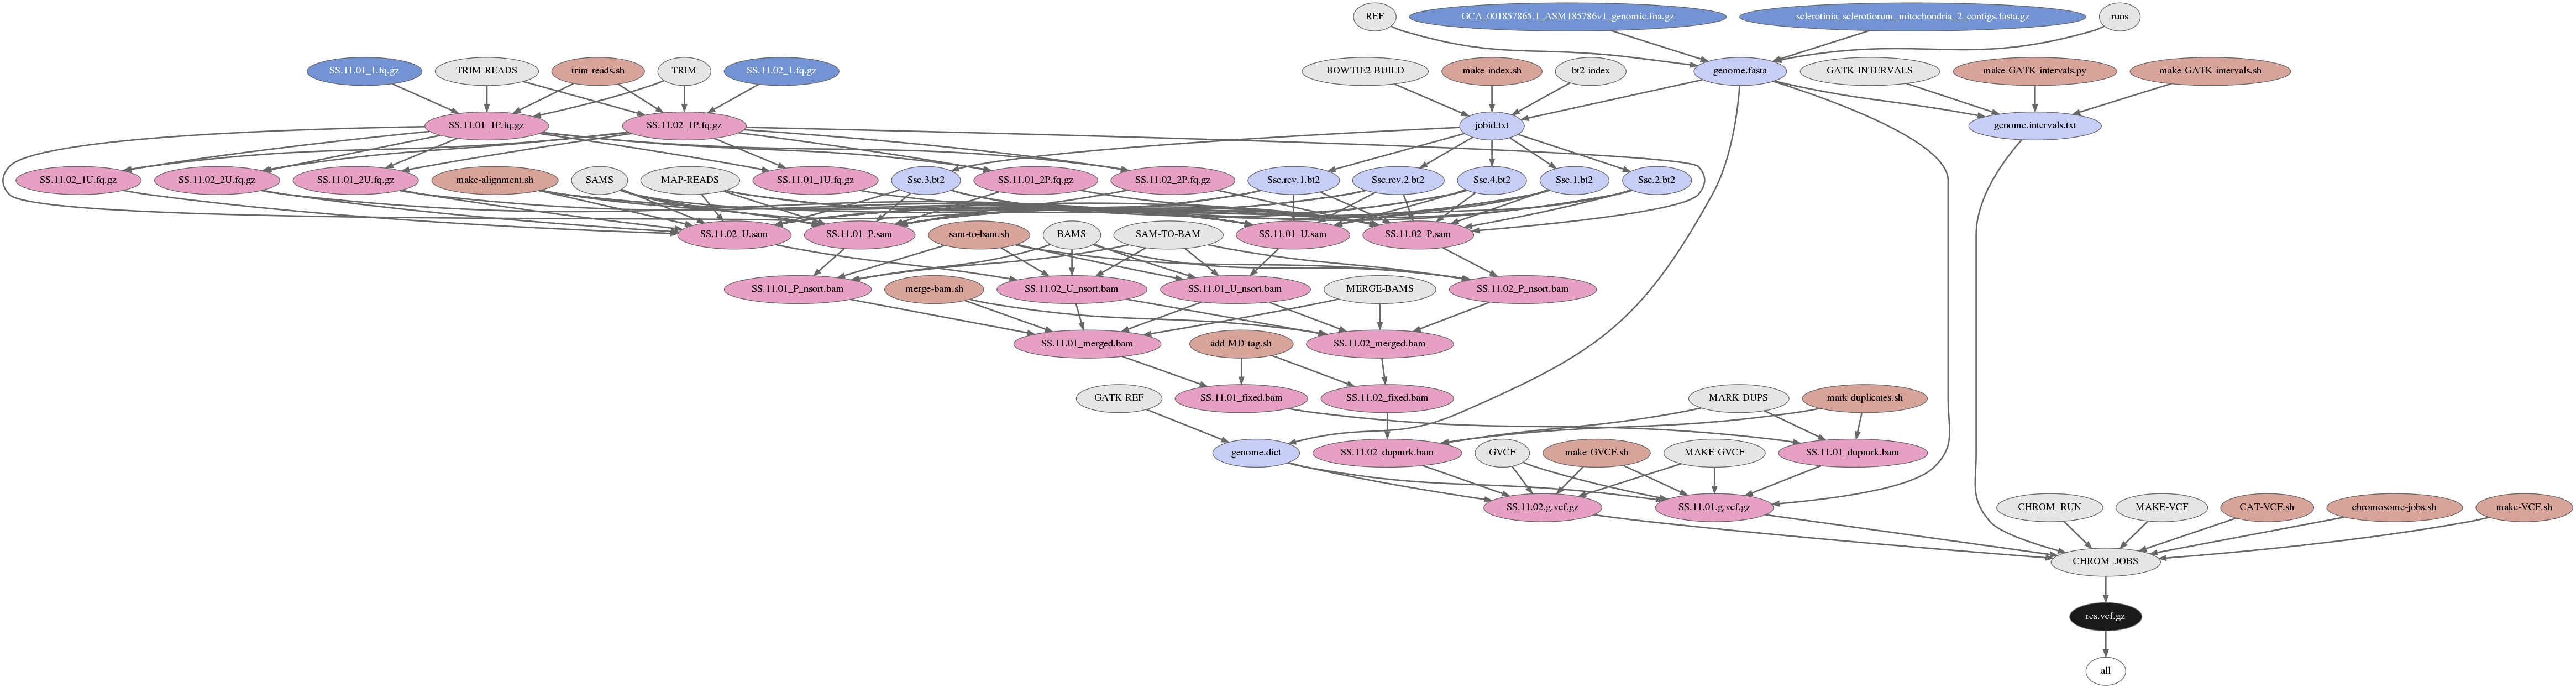 REF
GCA_001857865.1_ASM185786v1_genomic.fna.gz
sclerotinia_sclerotiorum_mitochondria_2_contigs.fasta.gz
runs
SS.11.01_1.fq.gz
TRIM-READS
trim-reads.sh
TRIM
SS.11.02_1.fq.gz
BOWTIE2-BUILD
make-index.sh
bt2-index
genome.fasta
GATK-INTERVALS
make-GATK-intervals.py
make-GATK-intervals.sh
SS.11.01_1P.fq.gz
SS.11.02_1P.fq.gz
jobid.txt
genome.intervals.txt
SS.11.02_1U.fq.gz
SS.11.02_2U.fq.gz
SS.11.01_2U.fq.gz
make-alignment.sh
SAMS
MAP-READS
SS.11.01_1U.fq.gz
Ssc.3.bt2
SS.11.01_2P.fq.gz
SS.11.02_2P.fq.gz
Ssc.rev.1.bt2
Ssc.rev.2.bt2
Ssc.4.bt2
Ssc.1.bt2
Ssc.2.bt2
SS.11.02_U.sam
SS.11.01_P.sam
sam-to-bam.sh
BAMS
SAM-TO-BAM
SS.11.01_U.sam
SS.11.02_P.sam
SS.11.01_P_nsort.bam
merge-bam.sh
SS.11.02_U_nsort.bam
SS.11.01_U_nsort.bam
MERGE-BAMS
SS.11.02_P_nsort.bam
SS.11.01_merged.bam
add-MD-tag.sh
SS.11.02_merged.bam
GATK-REF
SS.11.01_fixed.bam
SS.11.02_fixed.bam
MARK-DUPS
mark-duplicates.sh
genome.dict
SS.11.02_dupmrk.bam
GVCF
make-GVCF.sh
MAKE-GVCF
SS.11.01_dupmrk.bam
SS.11.02.g.vcf.gz
SS.11.01.g.vcf.gz
CHROM_RUN
MAKE-VCF
CAT-VCF.sh
chromosome-jobs.sh
make-VCF.sh
CHROM_JOBS
res.vcf.gz
all